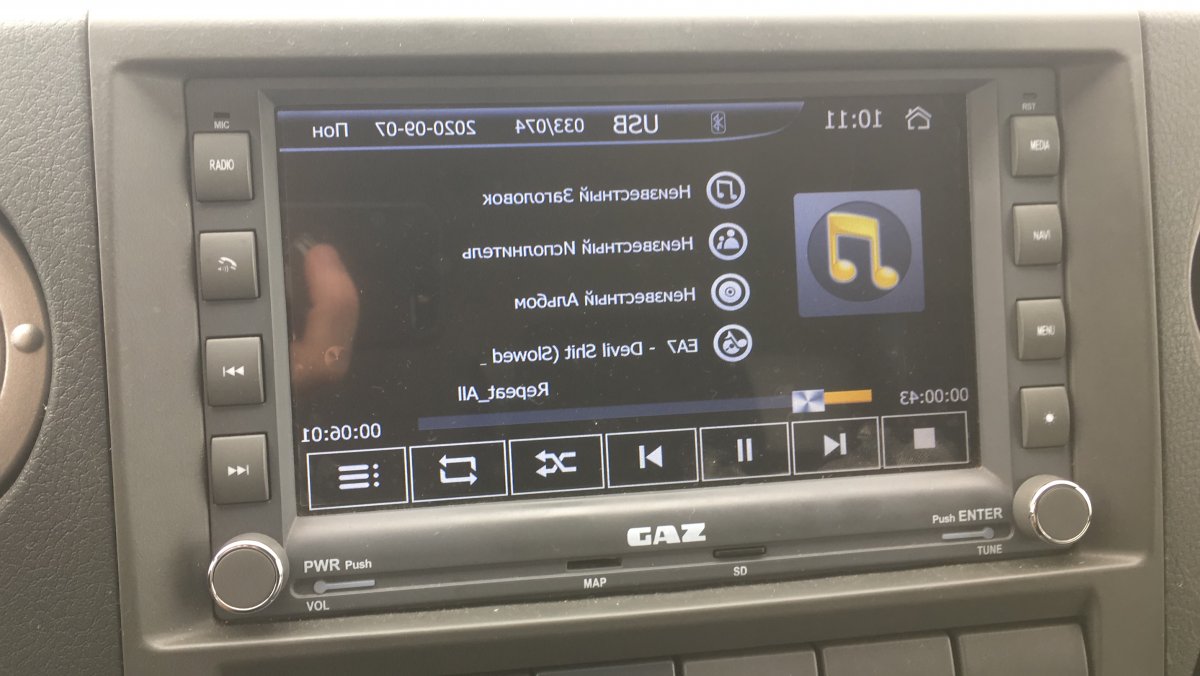 MIC
RST
RADIO
MEDIA
NAVI
MENU
10:11
USB
033/074
2020-09-07
Пон
Неизвестный Заголовок
Неизвестный Исполнитель
Неизвестный Альбом
EA7 - Devil Shit (Slowed _
Repeat_All
00:00:43
00:06:01
GAZ
PWR Push
VOL
MAP
SD
Push ENTER
TUNE